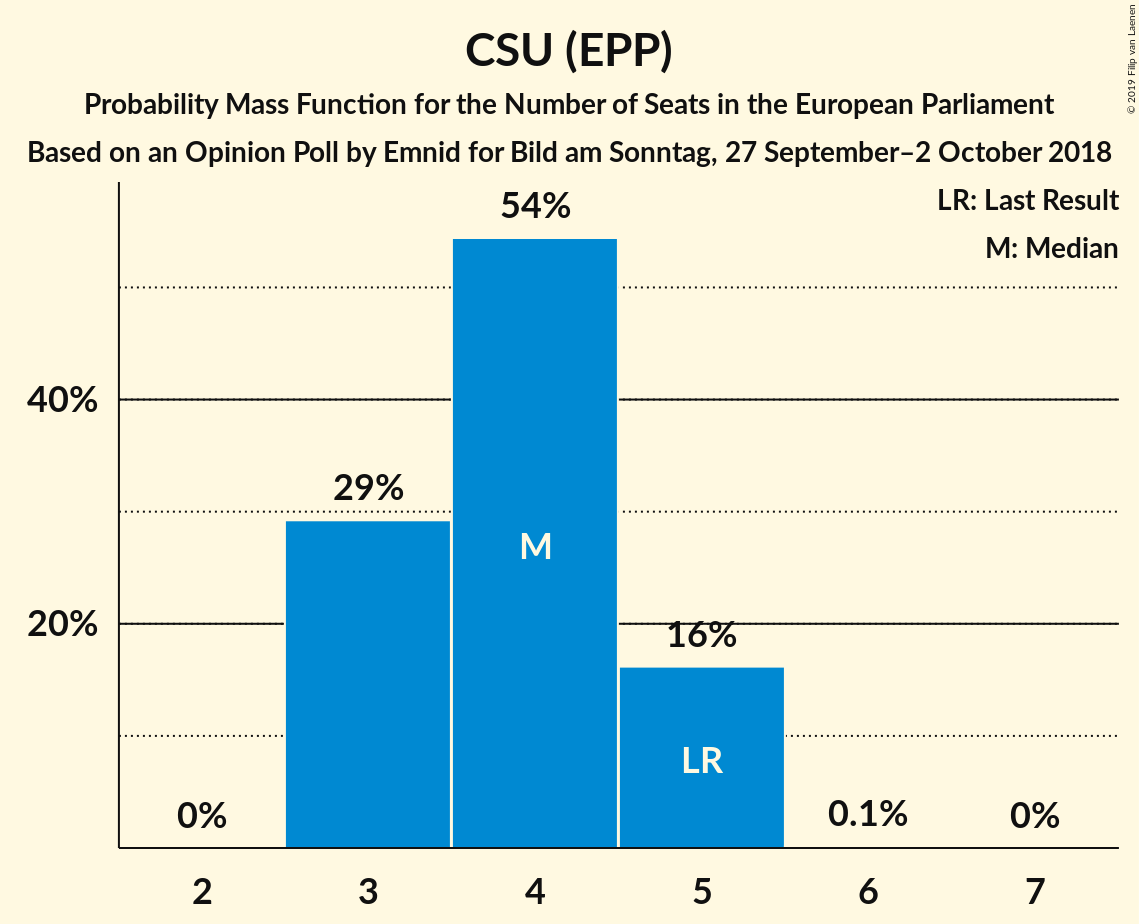 CSU (EPP)
Probability Mass Function for the Number of Seats in the European Parliament
Based on an Opinion Poll by Emnid for Bild am Sonntag, 27 September–2 October 2018
© 2019 Filip van Laenen
LR: Last Result
M: Median
54%
40%
29%
M
20%
16%
LR
0%
0.1%
0%
2
3
4
5
6
7